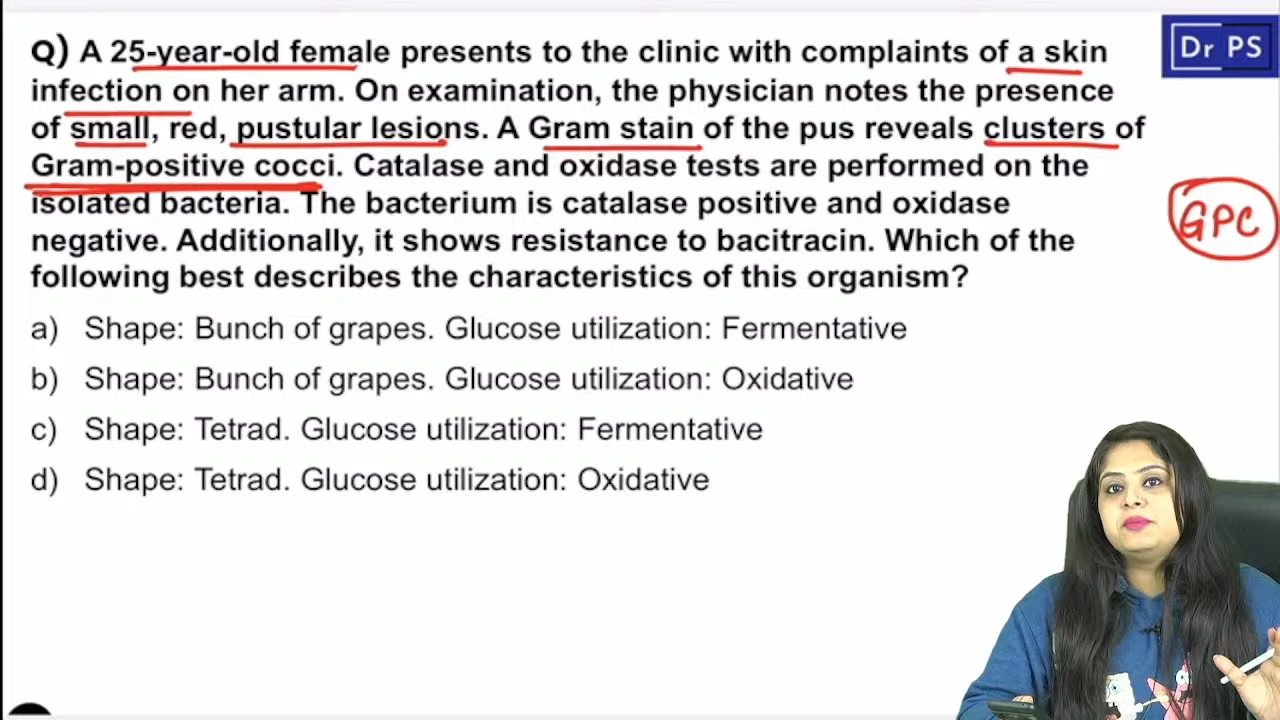 Q) A 25-year-old female presents to the clinic with complaints of a skin
infection on her arm. On examination, the physician notes the presence
of small, red, pustular lesions. A Gram stain of the pus reveals clusters of
Gram-positive cocci. Catalase and oxidase tests are performed on the
isolated bacteria. The bacterium is catalase positive and oxidase
negative. Additionally, it shows resistance to bacitracin. Which of the
following best describes the characteristics of this organism?
a) Shape: Bunch of grapes. Glucose utilization: Fermentative
b) Shape: Bunch of grapes. Glucose utilization: Oxidative
c) Shape: Tetrad. Glucose utilization: Fermentative
d) Shape: Tetrad. Glucose utilization: Oxidative
Dr PS
GPC